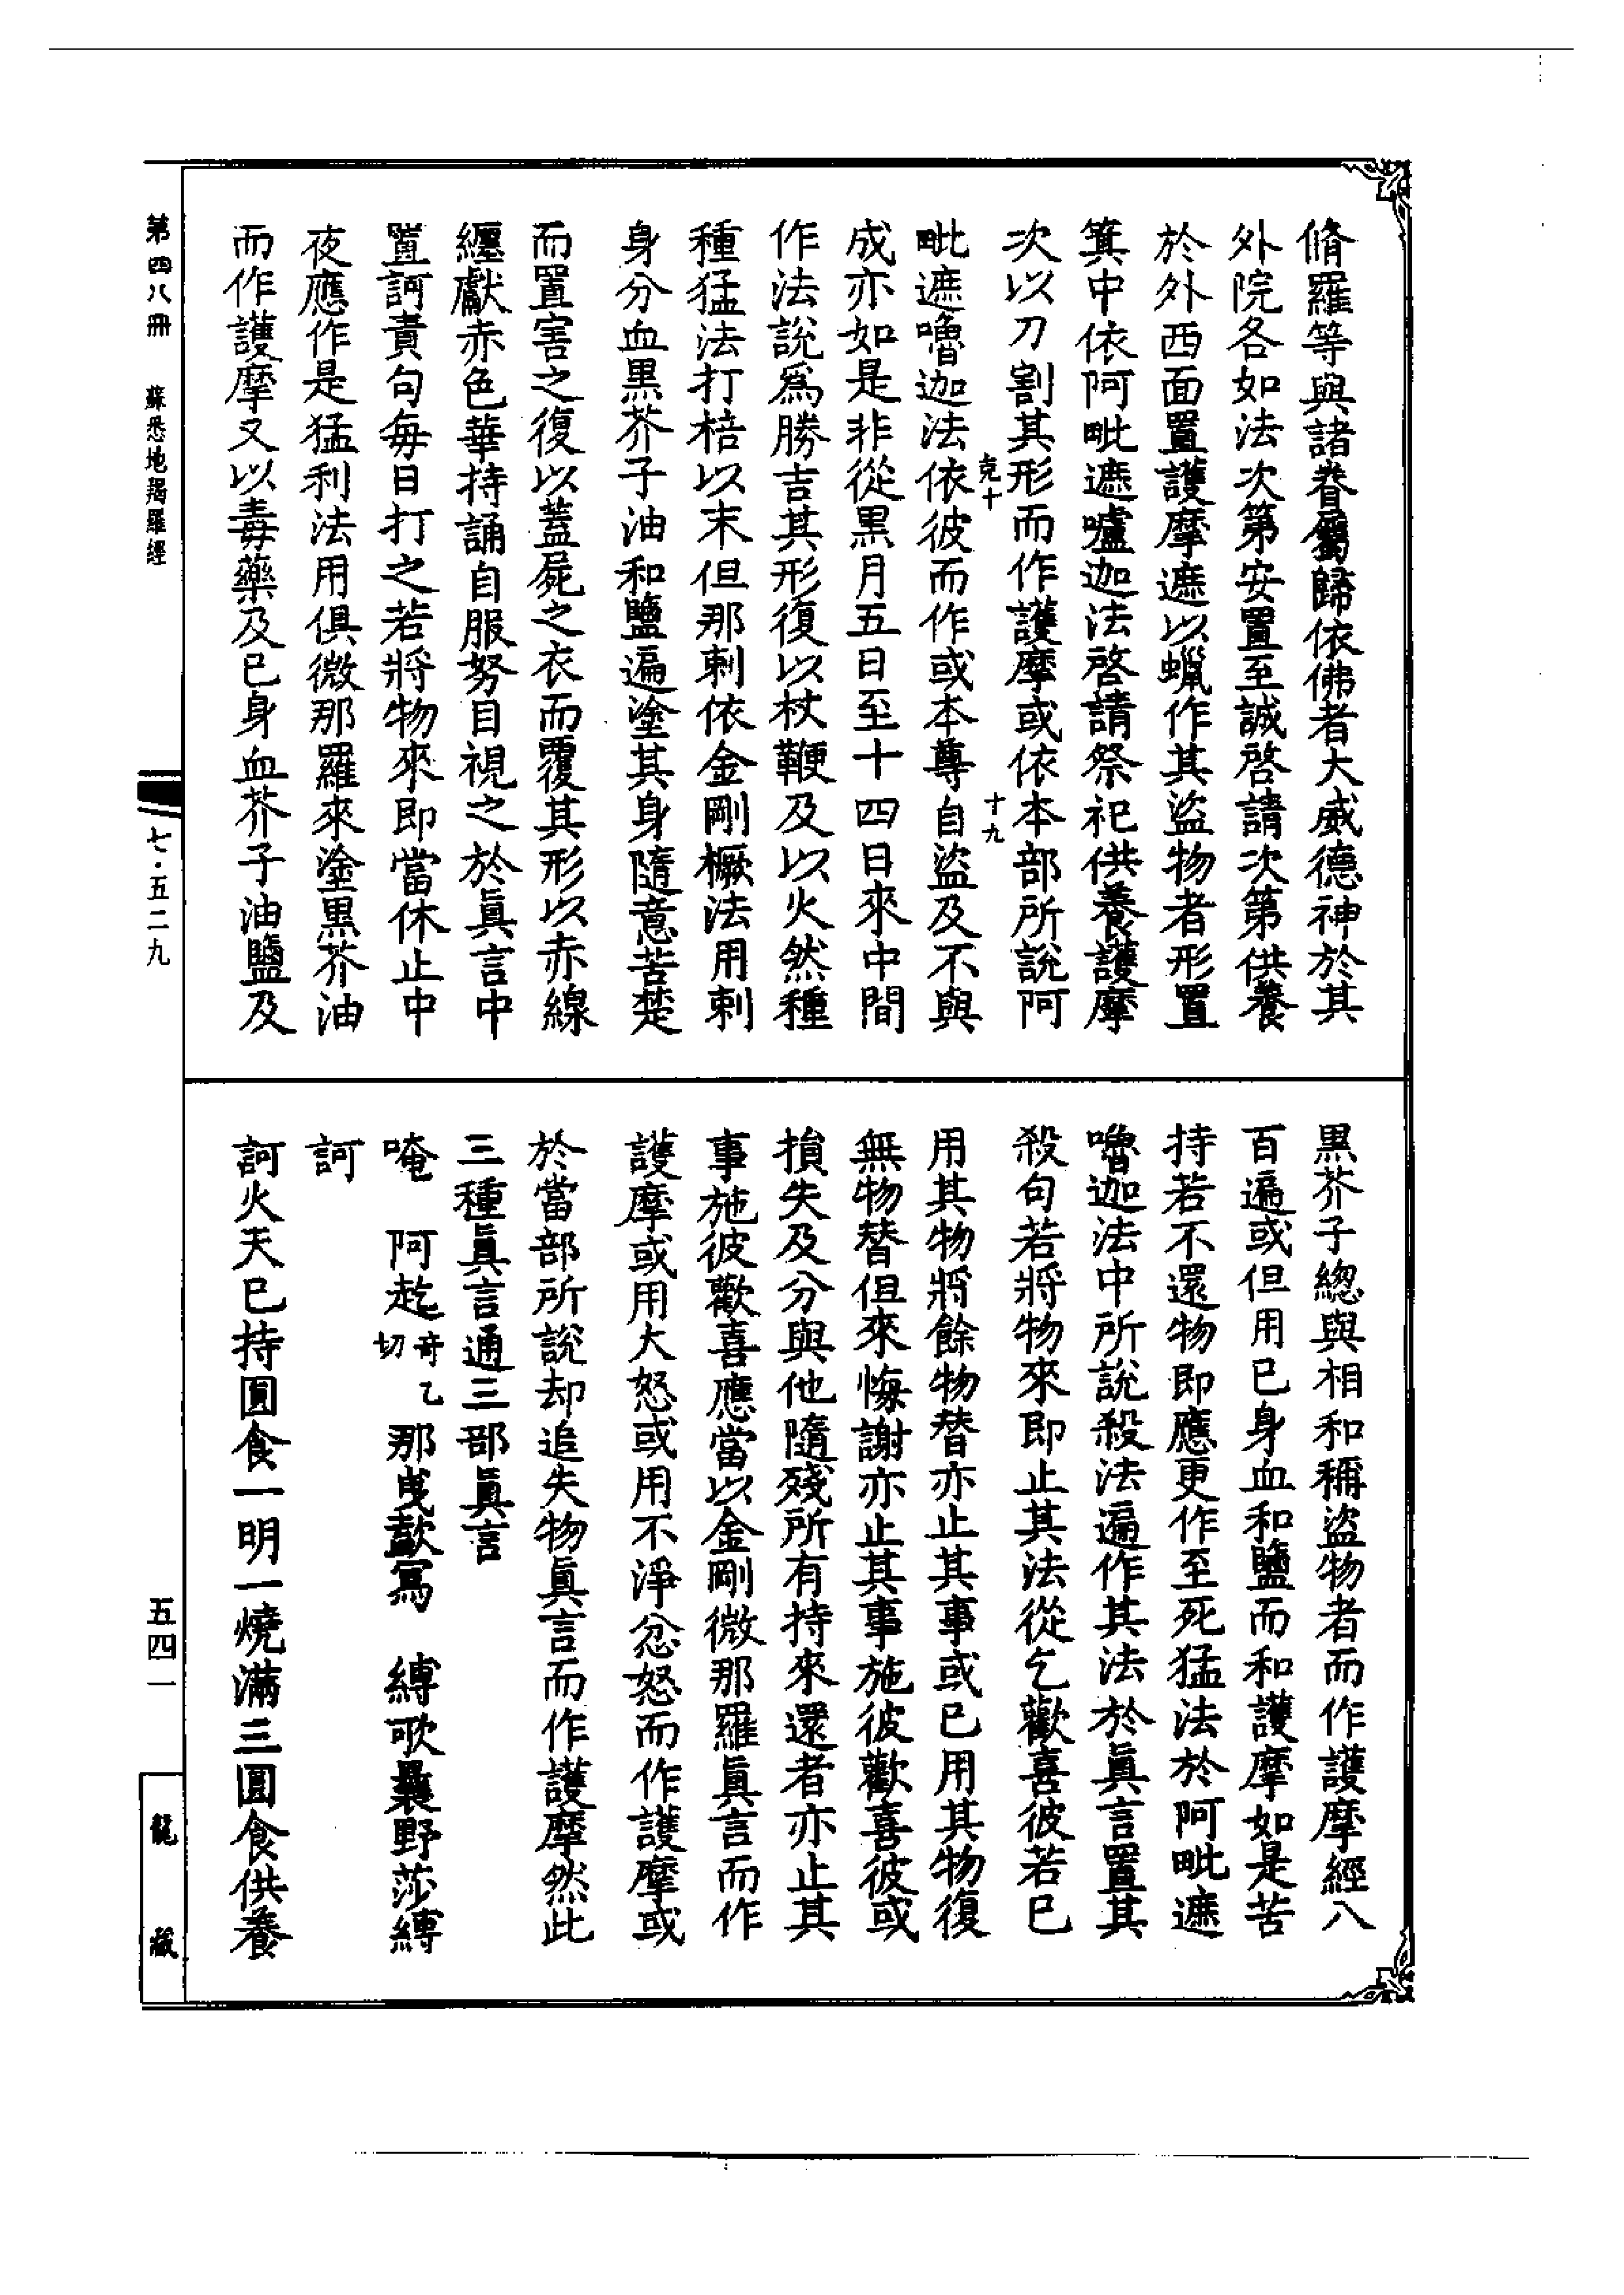 脩羅等與諸眷屬歸依佛者大威德神於其
外院各如法次第安置至誠啓請次第供養
於外西面置護摩遮以蠟作其盜物者形置
箕中依阿毗遮嚧迦法啓請祭祀供養護摩
次以刀割其形而作護摩或依本部所說阿
毗遮嚕迦法依彼而作或本尊自盜及不與
克十
十九
成亦如是非從黑月五日至十四日來中間
作法說爲勝吉其形復以杖鞭及以火然種
種猛法打棓以末但那刺依金剛橛法用刺
身分血黑芥子油和鹽遍塗其身隨意苦楚
而置害之復以蓋屍之衣而覆其形以赤線
纏獻赤色華持誦自服努目視之於眞言中
置訶責句每日打之若將物來即當休止中
夜應作是猛利法用俱微那羅來塗黑芥油
而作護摩又以毒藥及已身血芥子油鹽及
黑芥子緫與相和稱盜物者而作護摩經八
百遍或但用已身血和鹽而和護摩如是苦
持若不還物即應更作至死猛法於阿毗遮
嚕迦法中所說殺法遍作其法於眞言置其
殺句若將物來即止其法從乞歡喜彼若已
用其物將餘物替亦止其事或已用其物復
無物替但來悔謝亦止其事施彼歡喜彼或
損失及分與他隨殘所有持來還者亦止其
事施彼歡喜應當以金剛微那羅眞言而作
護摩或用大怒或用不淨忿怒而作護摩或
於當部所說却追失物眞言而作護摩然此
三種眞言通三部眞言
唵　阿趂奇乙切那曵歖寫　縛歌曩野莎縛
訶
訶火天已持圓食一明一燒滿三圓食供養
第四八冊　蘇悉地羯羅經
七·五二九
五四一
龍藏